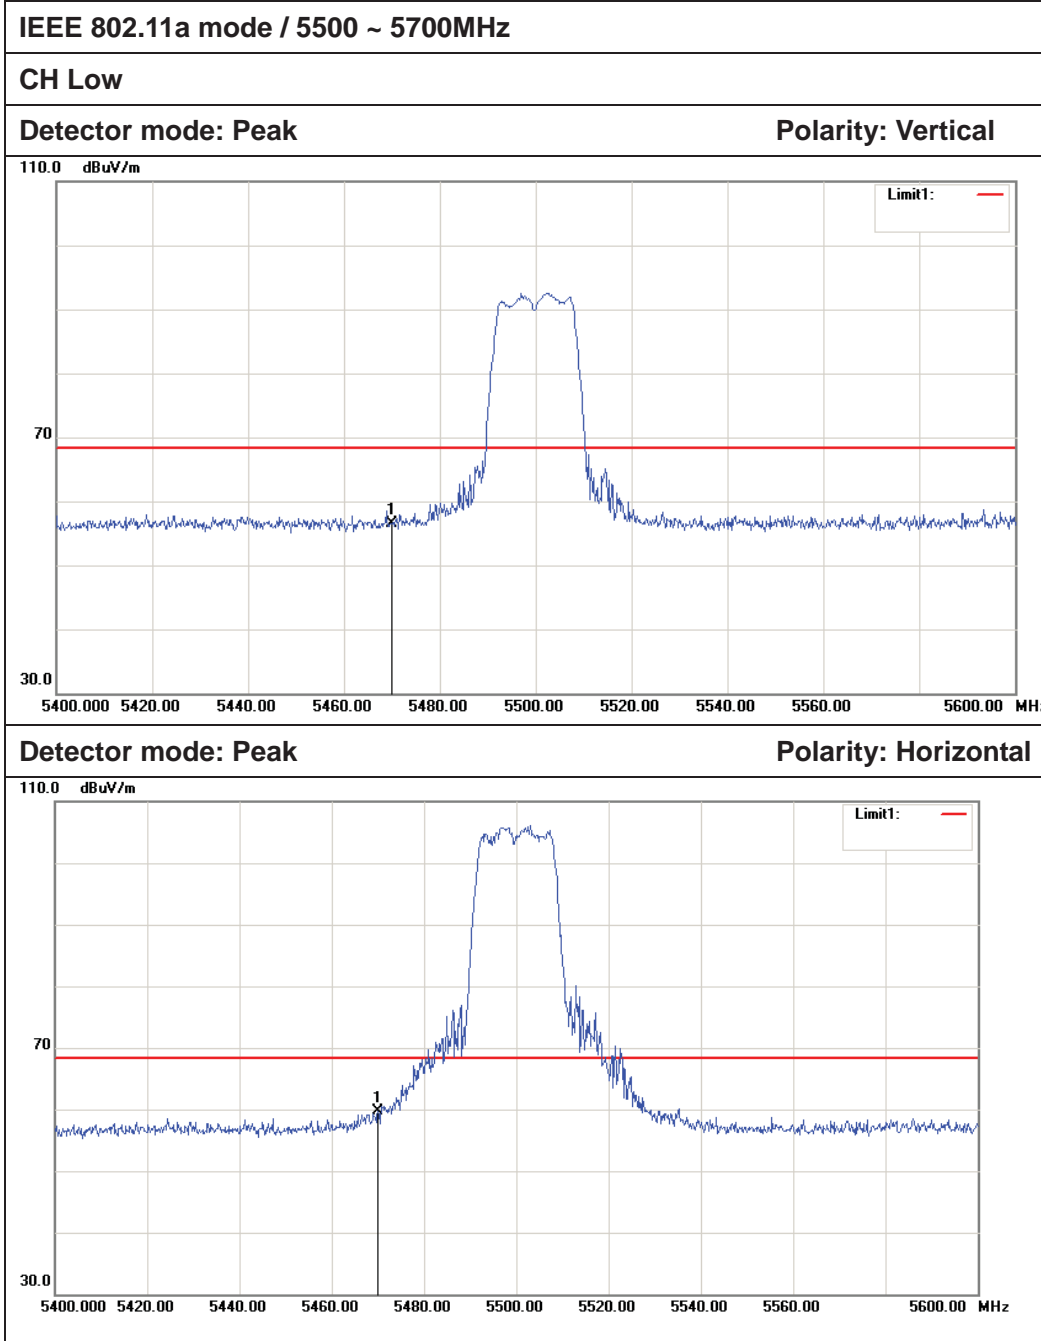 IEEE 802.11a mode / 5500 ~ 5700MHz
CH Low
Detector mode: Peak Polarity: Vertical
110.0 dBuV/m
Limit1:
70
1
30.0
5400.000 5420.00 5440.00 5460.00 5480.00 5500.00 5520.00 5540.00 5560.00 5600.00 MHz
Detector mode: Peak Polarity: Horizontal
110.0 dBuV/m
Limit1:
70
1
30.0
5400.000 5420.00 5440.00 5460.00 5480.00 5500.00 5520.00 5540.00 5560.00 5600.00 MHz